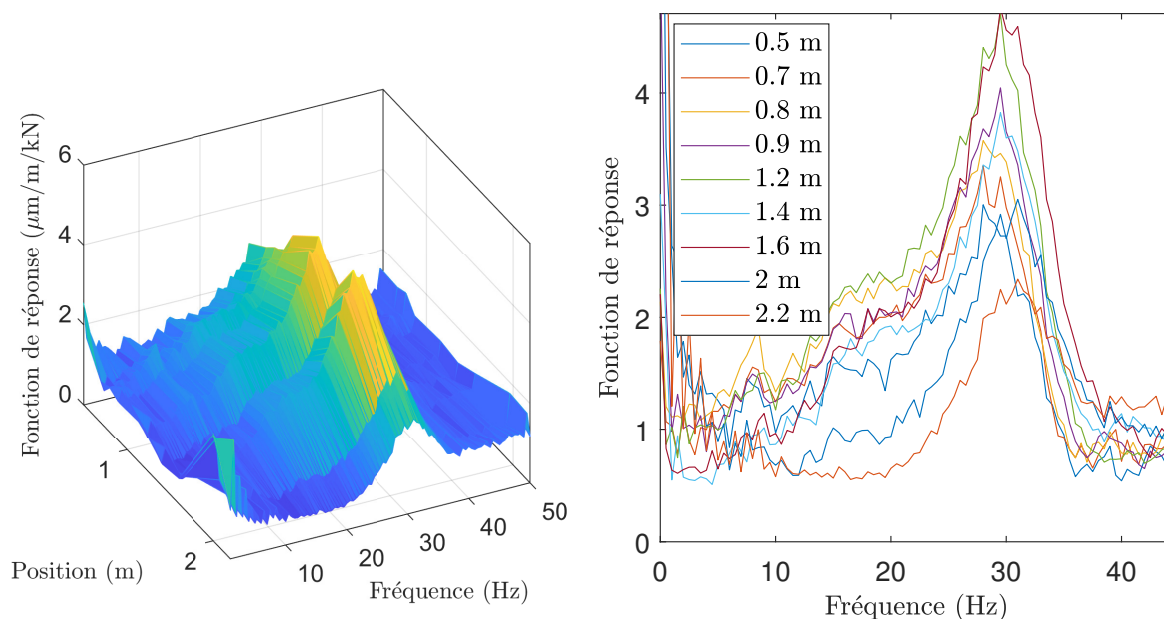 Fonction de réponse (μm/m/kN)
6
4
2
0
1
2
Position (m)
10
20
30
40
50
Fréquence (Hz)
Fonction de réponse
4
3
2
1
0
0
10
20
30
40
Fréquence (Hz)
0.5 m
0.7 m
0.8 m
0.9 m
1.2 m
1.4 m
1.6 m
2 m
2.2 m